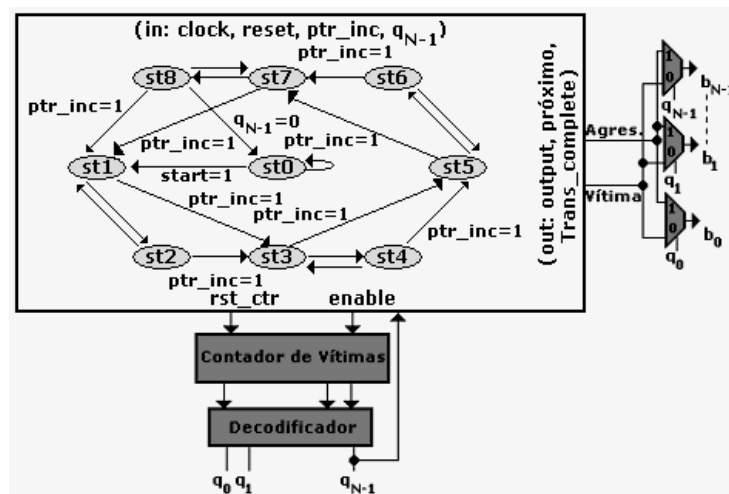 (in: clock, reset, ptr_inc, qN-1)
ptr_inc=1
st8
st7
st6
ptr_inc=1
ptr_inc=1
qN-1=0
ptr_inc=1
st1
st0
st5
start=1
ptr_inc=1
ptr_inc=1
st2
st3
st4
ptr_inc=1
rst_ctr
enable
(out: output, próximo,
Trans_complete)
Agres.
Vítima
1
0
qN-1
bN-1
1
0
q1
b1
1
0
q0
b0
Contador de Vítimas
Decodificador
q0
q1
qN-1